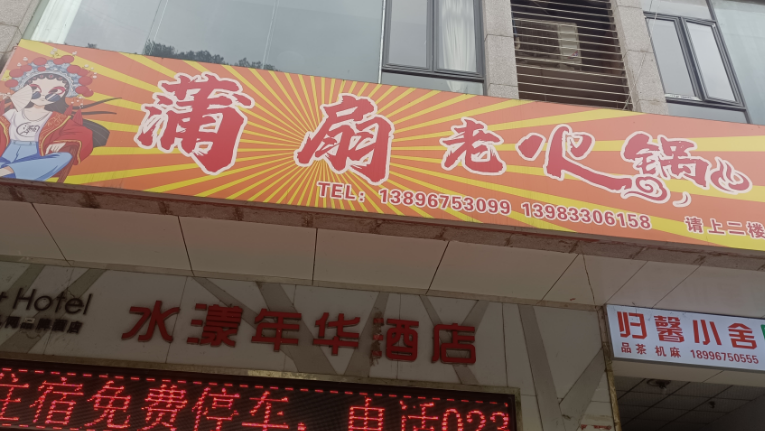 蒲扇老火锅
TEL：13896753099 13983306158 请上二楼
Hotel
水漾年华酒店
归馨小舍
品茶 机麻 18996750555
住宿免费停车，电话023